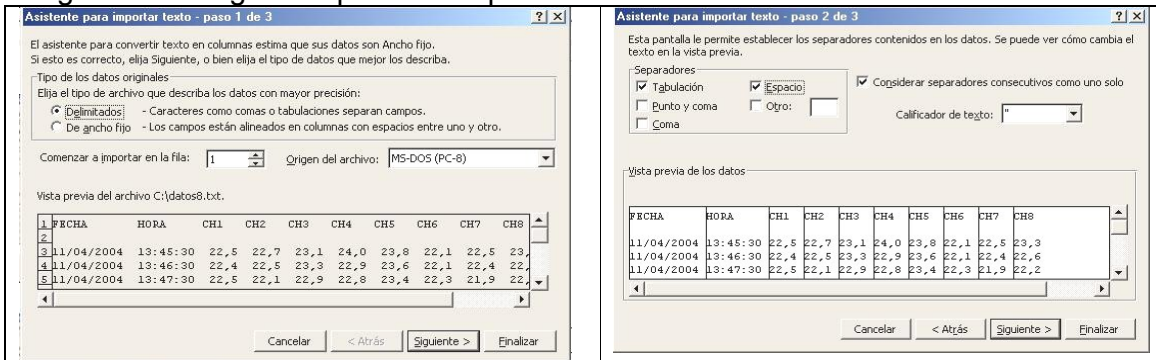 Asistente para importar texto - paso 1 de 3
El asistente para convertir texto en columnas estima que sus datos son Ancho fijo.
Si esto es correcto, elija Siguiente, o bien elija el tipo de datos que mejor los describa.
Tipo de los datos originales
Elija el tipo de archivo que describa los datos con mayor precisión:
Delimitados - Caracteres como comas o tabulaciones separan campos.
De ancho fijo - Los campos están alineados en columnas con espacios entre uno y otro.
Comenzar a importar en la fila: 1 Origen del archivo: MS-DOS (PC-8)
Vista previa del archivo C:\datos8.txt.
1 FECHA HORA CH1 CH2 CH3 CH4 CH5 CH6 CH7 CH8
2
3 11/04/2004 13:45:30 22,5 22,7 23,1 24,0 23,8 22,1 22,5 23,
4 11/04/2004 13:46:30 22,4 22,5 23,3 22,9 23,6 22,1 22,4 22,
5 11/04/2004 13:47:30 22,5 22,1 22,9 22,8 23,4 22,3 21,9 22,
Cancelar < Atrás Siguiente > Finalizar
Asistente para importar texto - paso 2 de 3
Esta pantalla le permite establecer los separadores contenidos en los datos. Se puede ver cómo cambia el
texto en la vista previa.
Separadores
Tabulación Espacio Considerar separadores consecutivos como uno solo
Punto y coma Otro: Calificador de texto: "
Coma
Vista previa de los datos
FECHA HORA CH1 CH2 CH3 CH4 CH5 CH6 CH7 CH8
11/04/2004 13:45:30 22,5 22,7 23,1 24,0 23,8 22,1 22,5 23,3
11/04/2004 13:46:30 22,4 22,5 23,3 22,9 23,6 22,1 22,4 22,6
11/04/2004 13:47:30 22,5 22,1 22,9 22,8 23,4 22,3 21,9 22,2
Cancelar < Atrás Siguiente > Finalizar